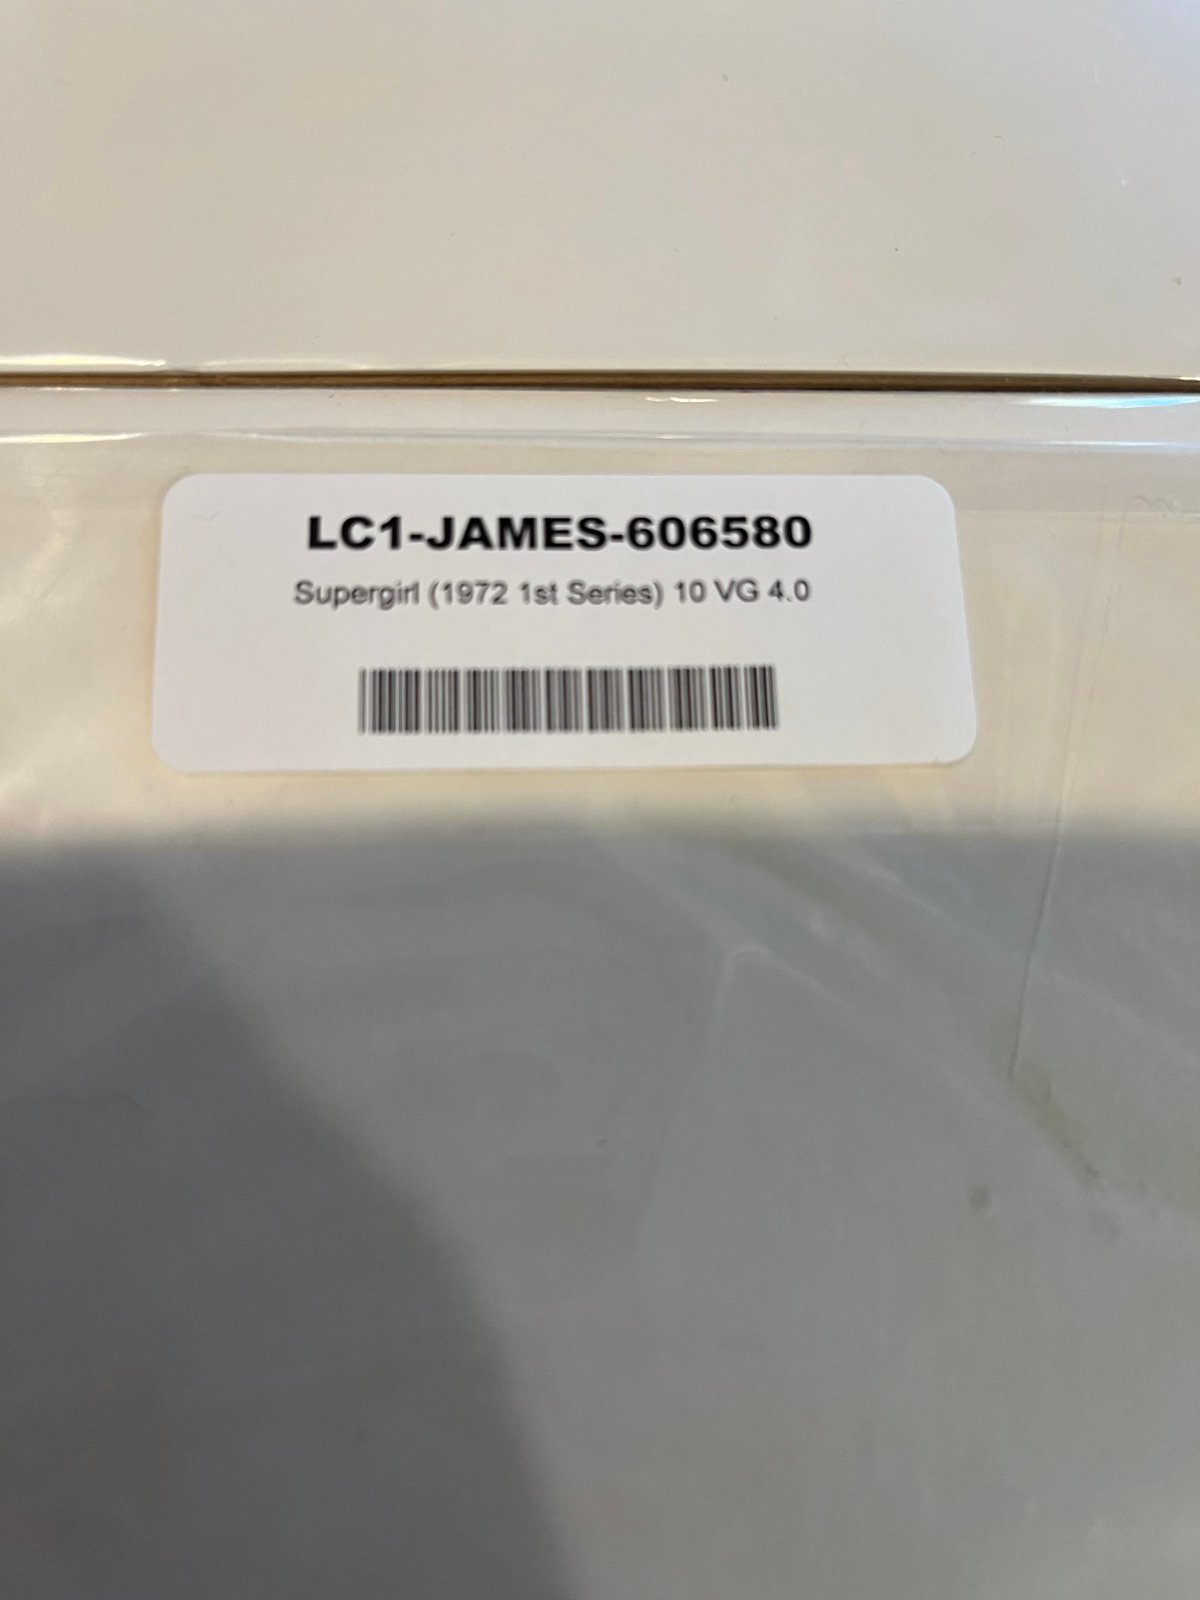 LC1-JAMES-606580
Supergirl (1972 1st Series) 10 VG 4.0